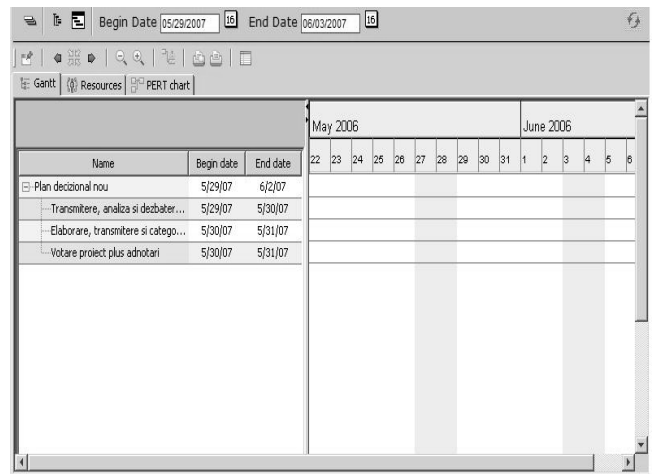 Begin Date 05/29/2007 16 End Date 06/03/2007 16
Gantt Resources PERT chart
May 2006 June 2006
Name Begin date End date 22 23 24 25 26 27 28 29 30 31 1 2 3 4 5 6
Plan decizional nou 5/29/07 6/2/07
Transmitere, analiza si dezbater... 5/29/07 5/30/07
Elaborare, transmitere si catego... 5/30/07 5/31/07
Votare proiect plus adnotari 5/30/07 5/31/07